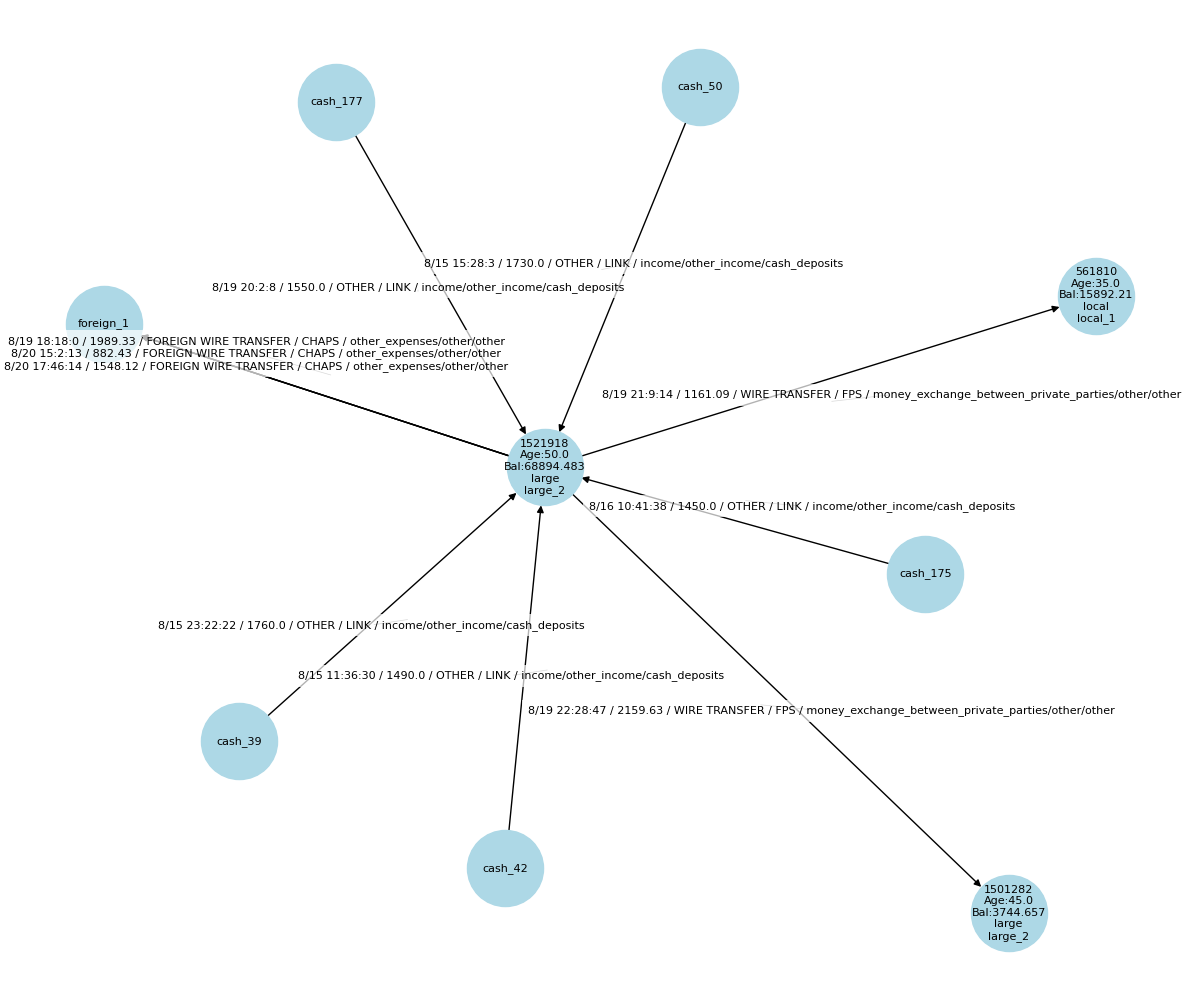 cash_50
cash_177
8/15 15:28:3 / 1730.0 / OTHER / LINK / income/other_income/cash_deposits
561810
Age:35.0
Bal:15892.21
local
local_1
8/19 20:2:8 / 1550.0 / OTHER / LINK / income/other_income/cash_deposits
foreign_1
8/19 18:18:0 / 1989.33 / FOREIGN WIRE TRANSFER / CHAPS / other_expenses/other/other
8/20 15:2:13 / 882.43 / FOREIGN WIRE TRANSFER / CHAPS / other_expenses/other/other
8/20 17:46:14 / 1548.12 / FOREIGN WIRE TRANSFER / CHAPS / other_expenses/other/other
8/19 21:9:14 / 1161.09 / WIRE TRANSFER / FPS / money_exchange_between_private_parties/other/other
1521918
Age:50.0
Bal:68894.483
large
large_2
8/16 10:41:38 / 1450.0 / OTHER / LINK / income/other_income/cash_deposits
cash_175
8/15 23:22:22 / 1760.0 / OTHER / LINK / income/other_income/cash_deposits
8/15 11:36:30 / 1490.0 / OTHER / LINK / income/other_income/cash_deposits
8/19 22:28:47 / 2159.63 / WIRE TRANSFER / FPS / money_exchange_between_private_parties/other/other
cash_39
cash_42
1501282
Age:45.0
Bal:3744.657
large
large_2